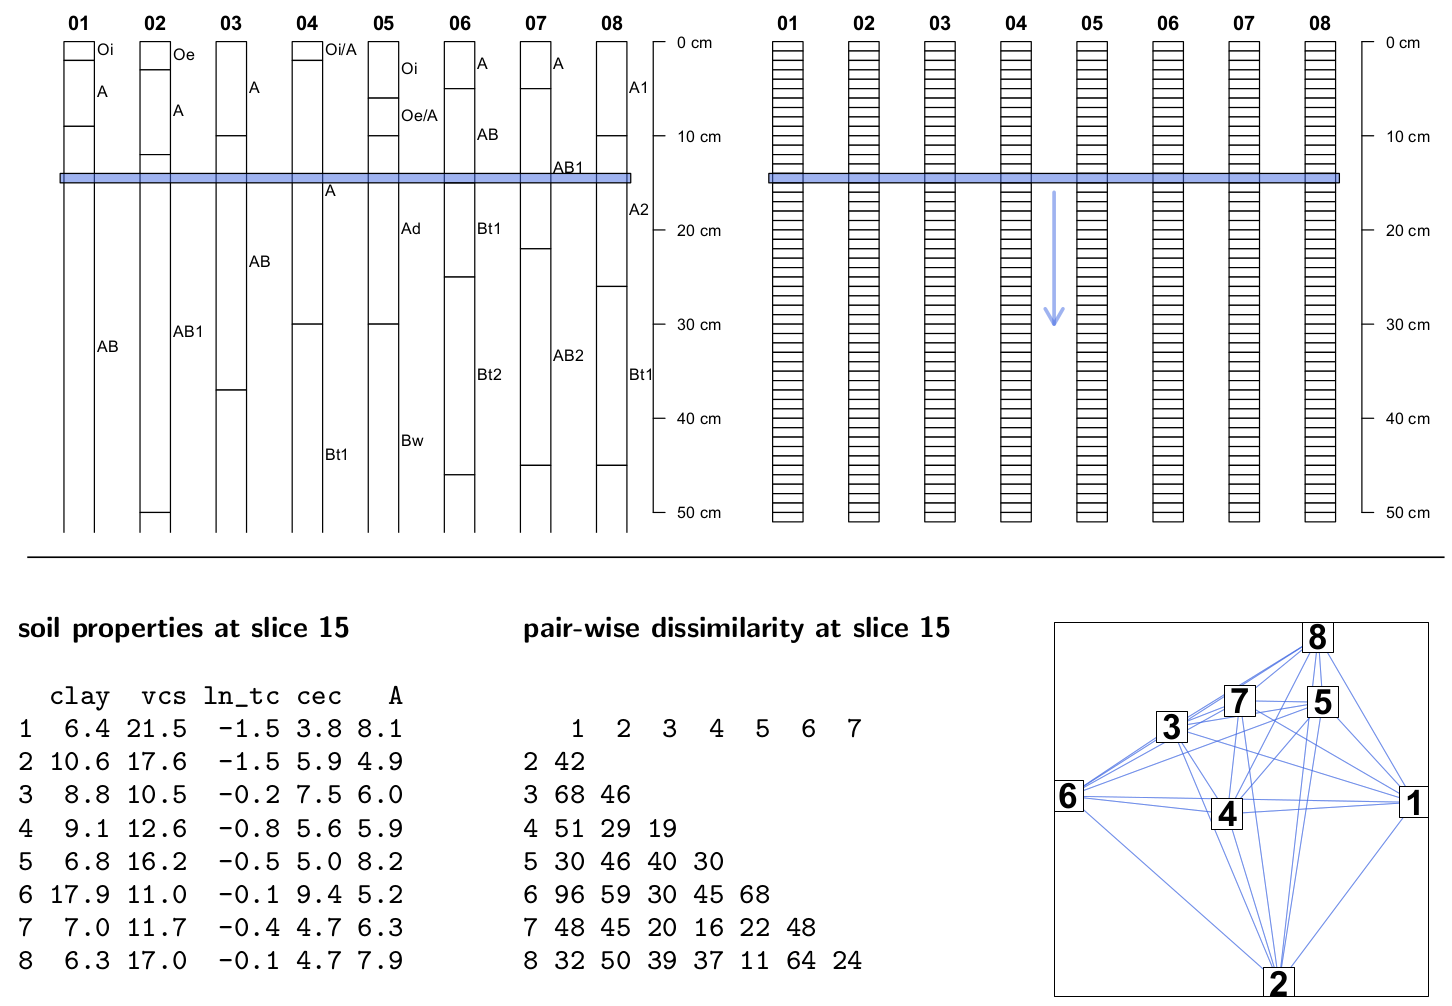 01 02 03 04 05 06 07 08
Oi
A
AB
Oe
A
AB1
A
AB
Oi/A
A
Bt1
Oi
Oe/A
Ad
Bw
A
AB
Bt1
Bt2
A
AB1
AB2
A1
A2
Bt1
0 cm
10 cm
20 cm
30 cm
40 cm
50 cm
01 02 03 04 05 06 07 08
0 cm
10 cm
20 cm
30 cm
40 cm
50 cm
soil properties at slice 15
clay vcs ln_tc cec A
1 6.4 21.5 -1.5 3.8 8.1
2 10.6 17.6 -1.5 5.9 4.9
3 8.8 10.5 -0.2 7.5 6.0
4 9.1 12.6 -0.8 5.6 5.9
5 6.8 16.2 -0.5 5.0 8.2
6 17.9 11.0 -0.1 9.4 5.2
7 7.0 11.7 -0.4 4.7 6.3
8 6.3 17.0 -0.1 4.7 7.9
pair-wise dissimilarity at slice 15
1 2 3 4 5 6 7
2 42
3 68 46
4 51 29 19
5 30 46 40 30
6 96 59 30 45 68
7 48 45 20 16 22 48
8 32 50 39 37 11 64 24
8
7 5
3
6 4 1
2